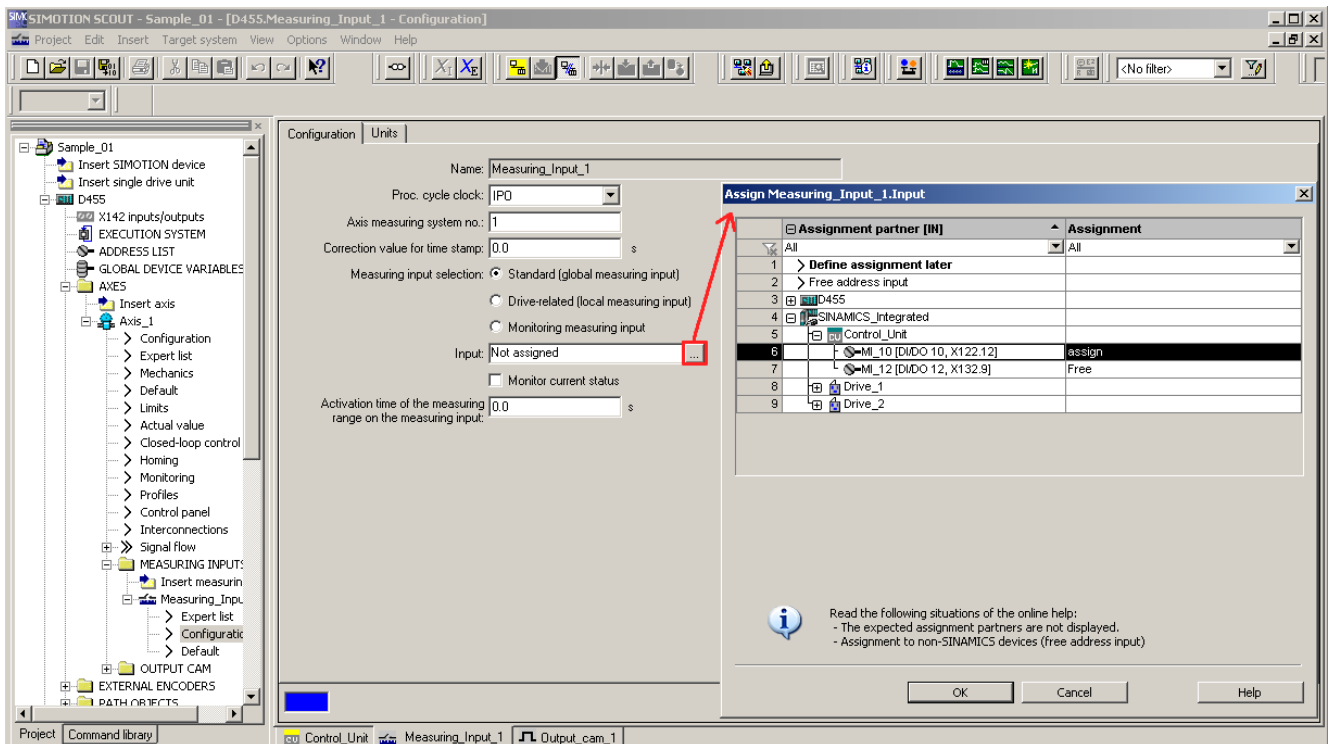 SIMOTION SCOUT - Sample_01 - [D455.Measuring_Input_1 - Configuration]
Project Edit Insert Target system View Options Window Help
<No filter>
Sample_01
Insert SIMOTION device
Insert single drive unit
D455
X142 inputs/outputs
EXECUTION SYSTEM
ADDRESS LIST
GLOBAL DEVICE VARIABLES
AXES
Insert axis
Axis_1
Configuration
Expert list
Mechanics
Default
Limits
Actual value
Closed-loop control
Homing
Monitoring
Profiles
Control panel
Interconnections
Signal flow
MEASURING INPUTS
Insert measurin
Measuring_Inpu
Expert list
Configuratic
Default
OUTPUT CAM
EXTERNAL ENCODERS
PATH OBJECTS
Project Command library
Configuration Units
Name: Measuring_Input_1
Proc. cycle clock: IPO
Axis measuring system no.: 1
Correction value for time stamp: 0.0 s
Measuring input selection: Standard (global measuring input)
Drive-related (local measuring input)
Monitoring measuring input
Input: Not assigned ...
Monitor current status
Activation time of the measuring
range on the measuring input: 0.0 s
Assign Measuring_Input_1.Input
Assignment partner [IN] Assignment
All All
1 Define assignment later
2 Free address input
3 D455
4 SINAMICS_Integrated
5 Control_Unit
6 MI_10 [DI/DO 10, X122.12] assign
7 MI_12 [DI/DO 12, X132.9] Free
8 Drive_1
9 Drive_2
Read the following situations of the online help:
- The expected assignment partners are not displayed.
- Assignment to non-SINAMICS devices (free address input)
OK Cancel Help
Control_Unit Measuring_Input_1 Output_cam_1